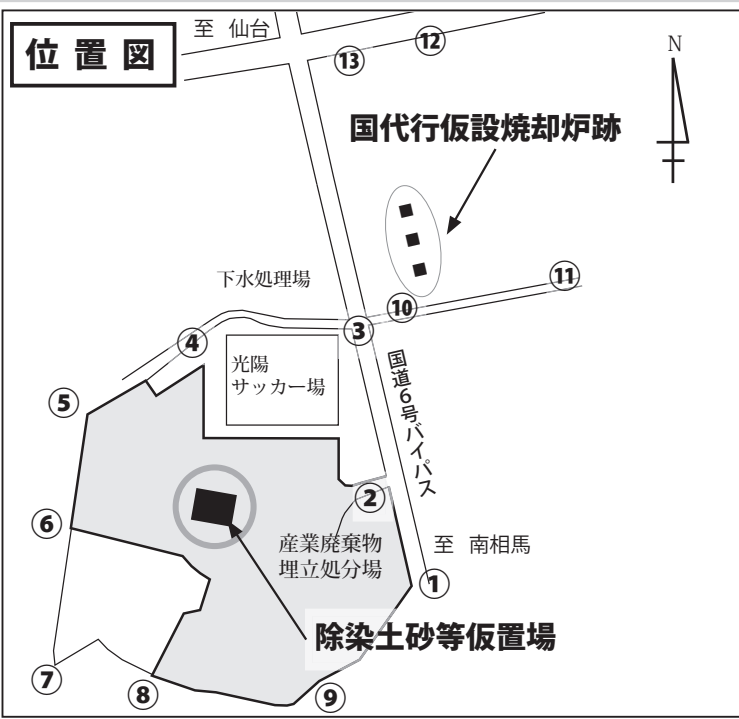 位置図
至 仙台
⑬
⑫
N
国代行仮設焼却炉跡
下水処理場
⑪
⑩
③
④
光陽
サッカー場
国道6号バイパス
⑤
②
⑥
産業廃棄物
埋立処分場
至 南相馬
①
除染土砂等仮置場
⑦
⑧
⑨